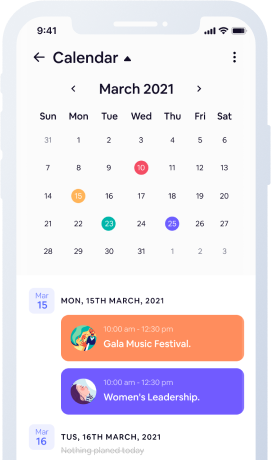 9:41
Calendar
March 2021
Sun Mon Tue Wed Thu Fri Sat
31 1 2 3 4 5 6
7 8 9 10 11 12 13
14 15 16 17 18 19 20
21 22 23 24 25 26 27
28 29 30 31 1 2 3
Mar
15
MON, 15TH MARCH, 2021
10:00 am - 12:30 pm
Gala Music Festival.
10:00 am - 12:30 pm
Women's Leadership.
Mar
16
TUS, 16TH MARCH, 2021
Nothing planed today